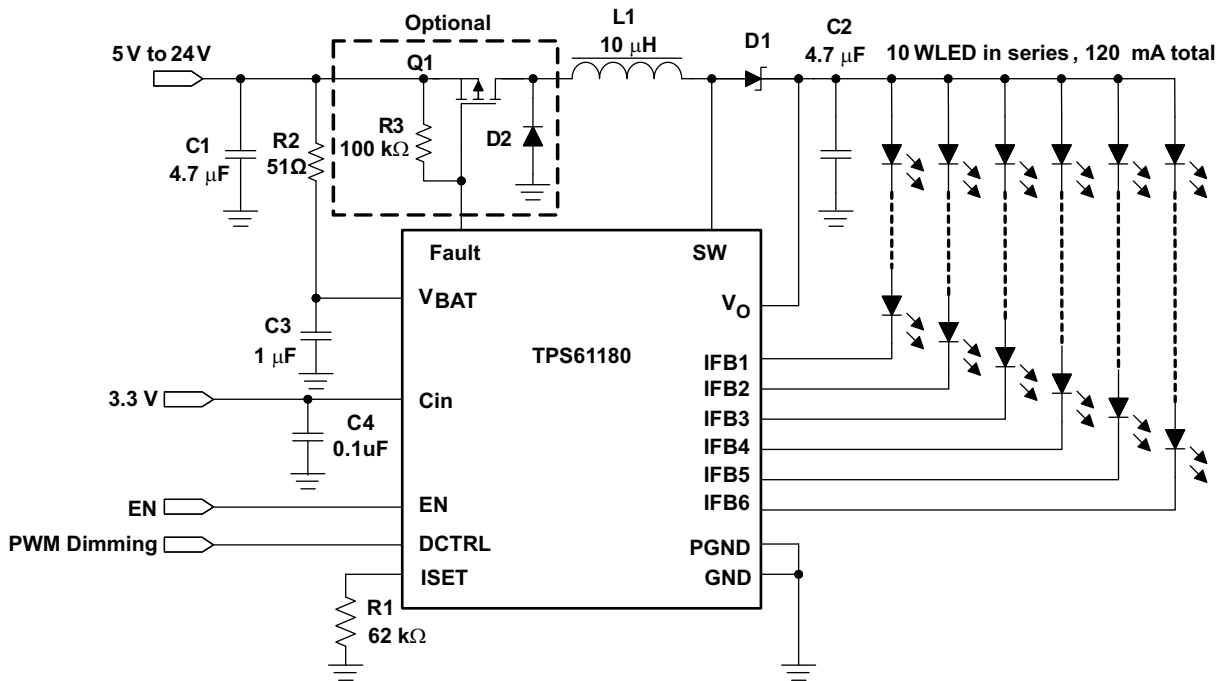 Optional
L1
10 μH
D1
C2
4.7 μF
10 WLED in series , 120 mA total
5 V to 24 V
Q1
C1
4.7 μF
R2
51Ω
R3
100 kΩ
D2
Fault
SW
VBAT
VO
C3
1 μF
TPS61180
IFB1
IFB2
IFB3
IFB4
IFB5
IFB6
3.3 V
Cin
C4
0.1uF
EN
EN
PWM Dimming
DCTRL
PGND
ISET
GND
R1
62 kΩ